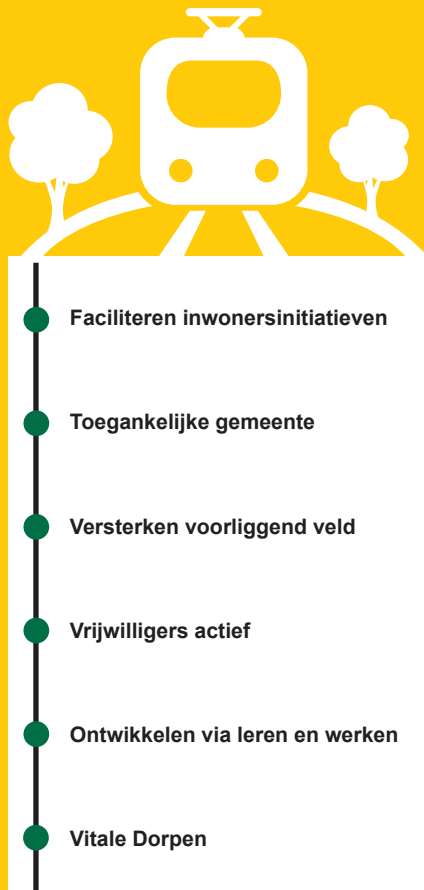 Faciliteren inwonersinitiatieven
Toegankelijke gemeente
Versterken voorliggend veld
Vrijwilligers actief
Ontwikkelen via leren en werken
Vitale Dorpen